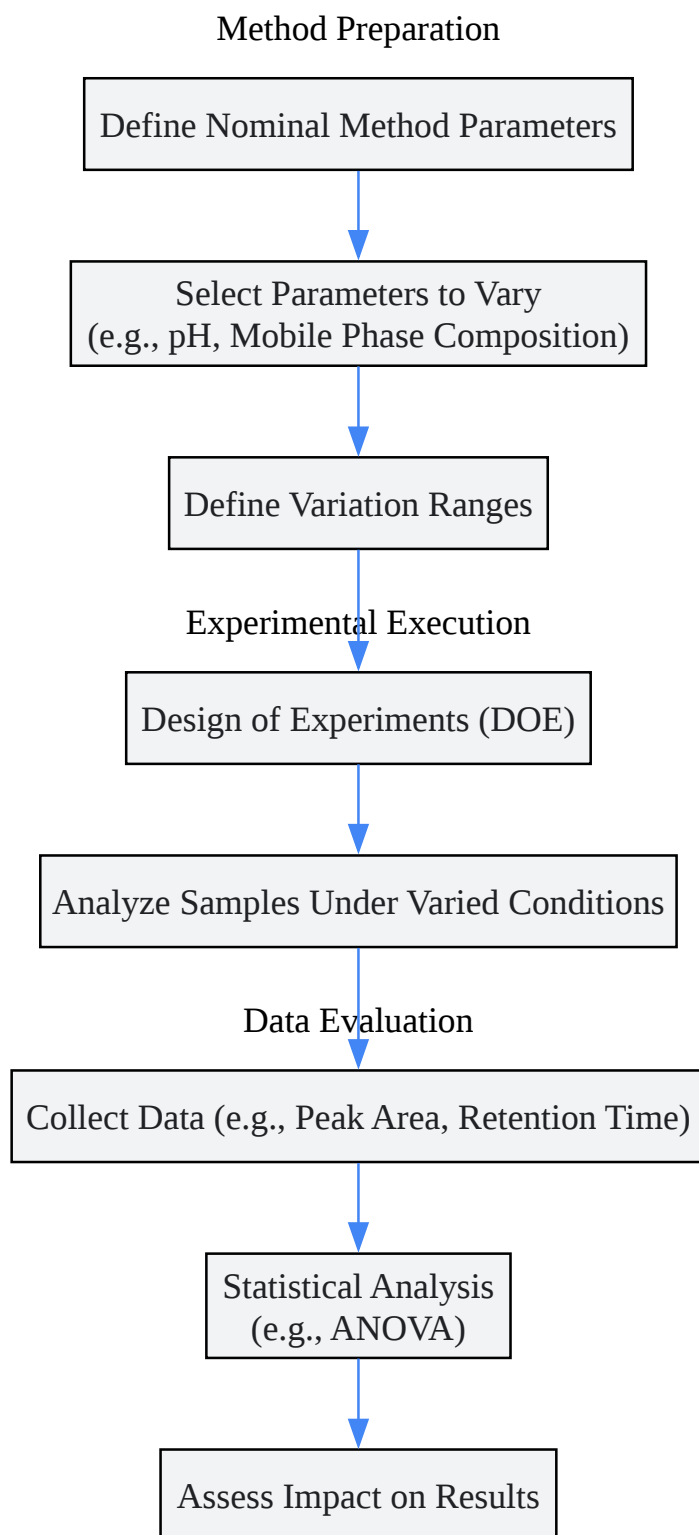 Method Preparation
Define Nominal Method Parameters
Select Parameters to Vary
(e.g., pH, Mobile Phase Composition)
Define Variation Ranges
Experimental Execution
Design of Experiments (DOE)
Analyze Samples Under Varied Conditions
Data Evaluation
Collect Data (e.g., Peak Area, Retention Time)
Statistical Analysis
(e.g., ANOVA)
Assess Impact on Results